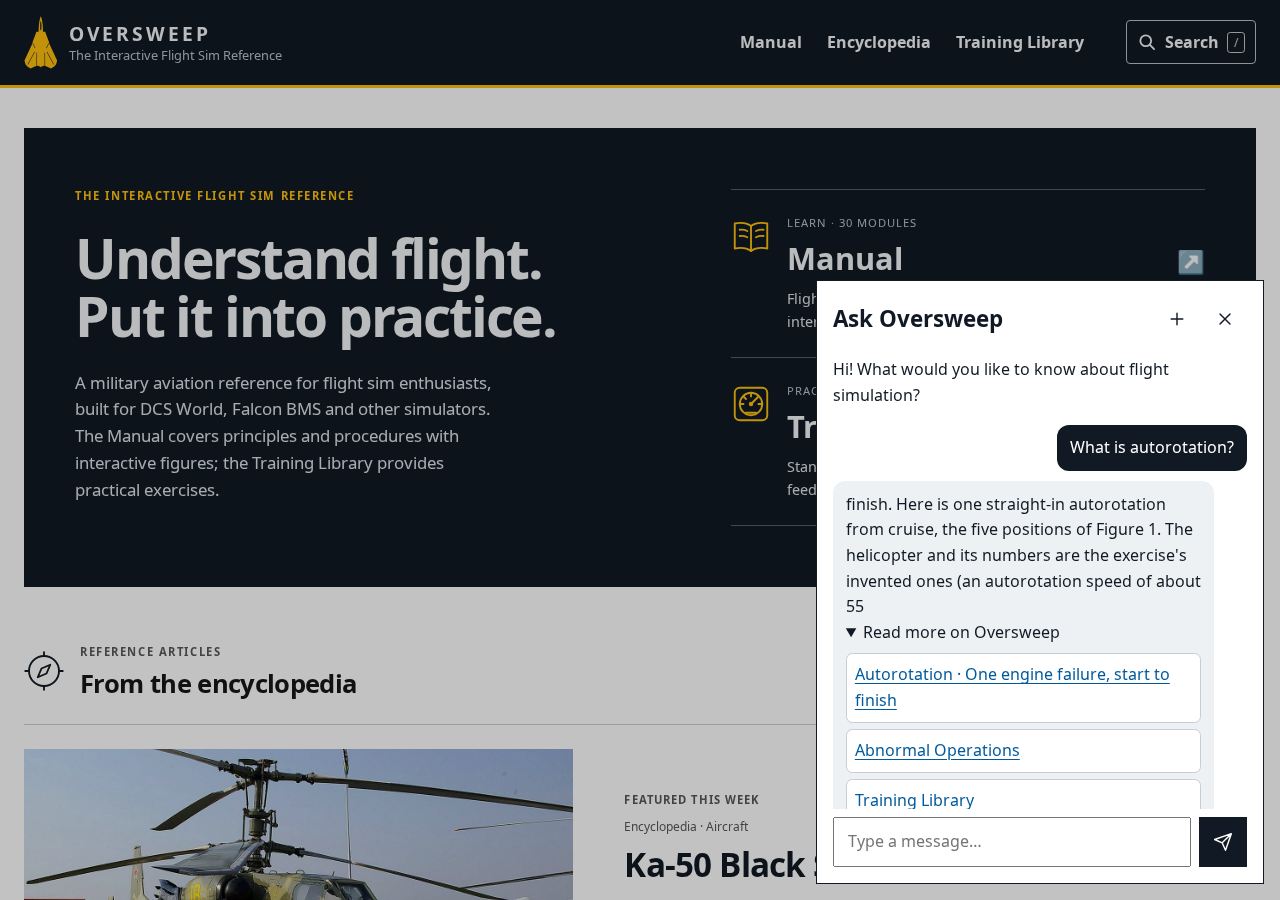 OVERSWEEP
The Interactive Flight Sim Reference
Manual
Encyclopedia
Training Library
Search /
THE INTERACTIVE FLIGHT SIM REFERENCE
Understand flight.
Put it into practice.
A military aviation reference for flight sim enthusiasts,
built for DCS World, Falcon BMS and other simulators.
The Manual covers principles and procedures with
interactive figures; the Training Library provides
practical exercises.
LEARN · 30 MODULES
Manual
Ask Oversweep
Hi! What would you like to know about flight
simulation?
What is autorotation?
finish. Here is one straight-in autorotation
from cruise, the five positions of Figure 1. The
helicopter and its numbers are the exercise's
invented ones (an autorotation speed of about
55
Read more on Oversweep
Autorotation · One engine failure, start to
finish
Abnormal Operations
Training Library
Type a message...
REFERENCE ARTICLES
From the encyclopedia
FEATURED THIS WEEK
Encyclopedia · Aircraft
Ka-50 Black